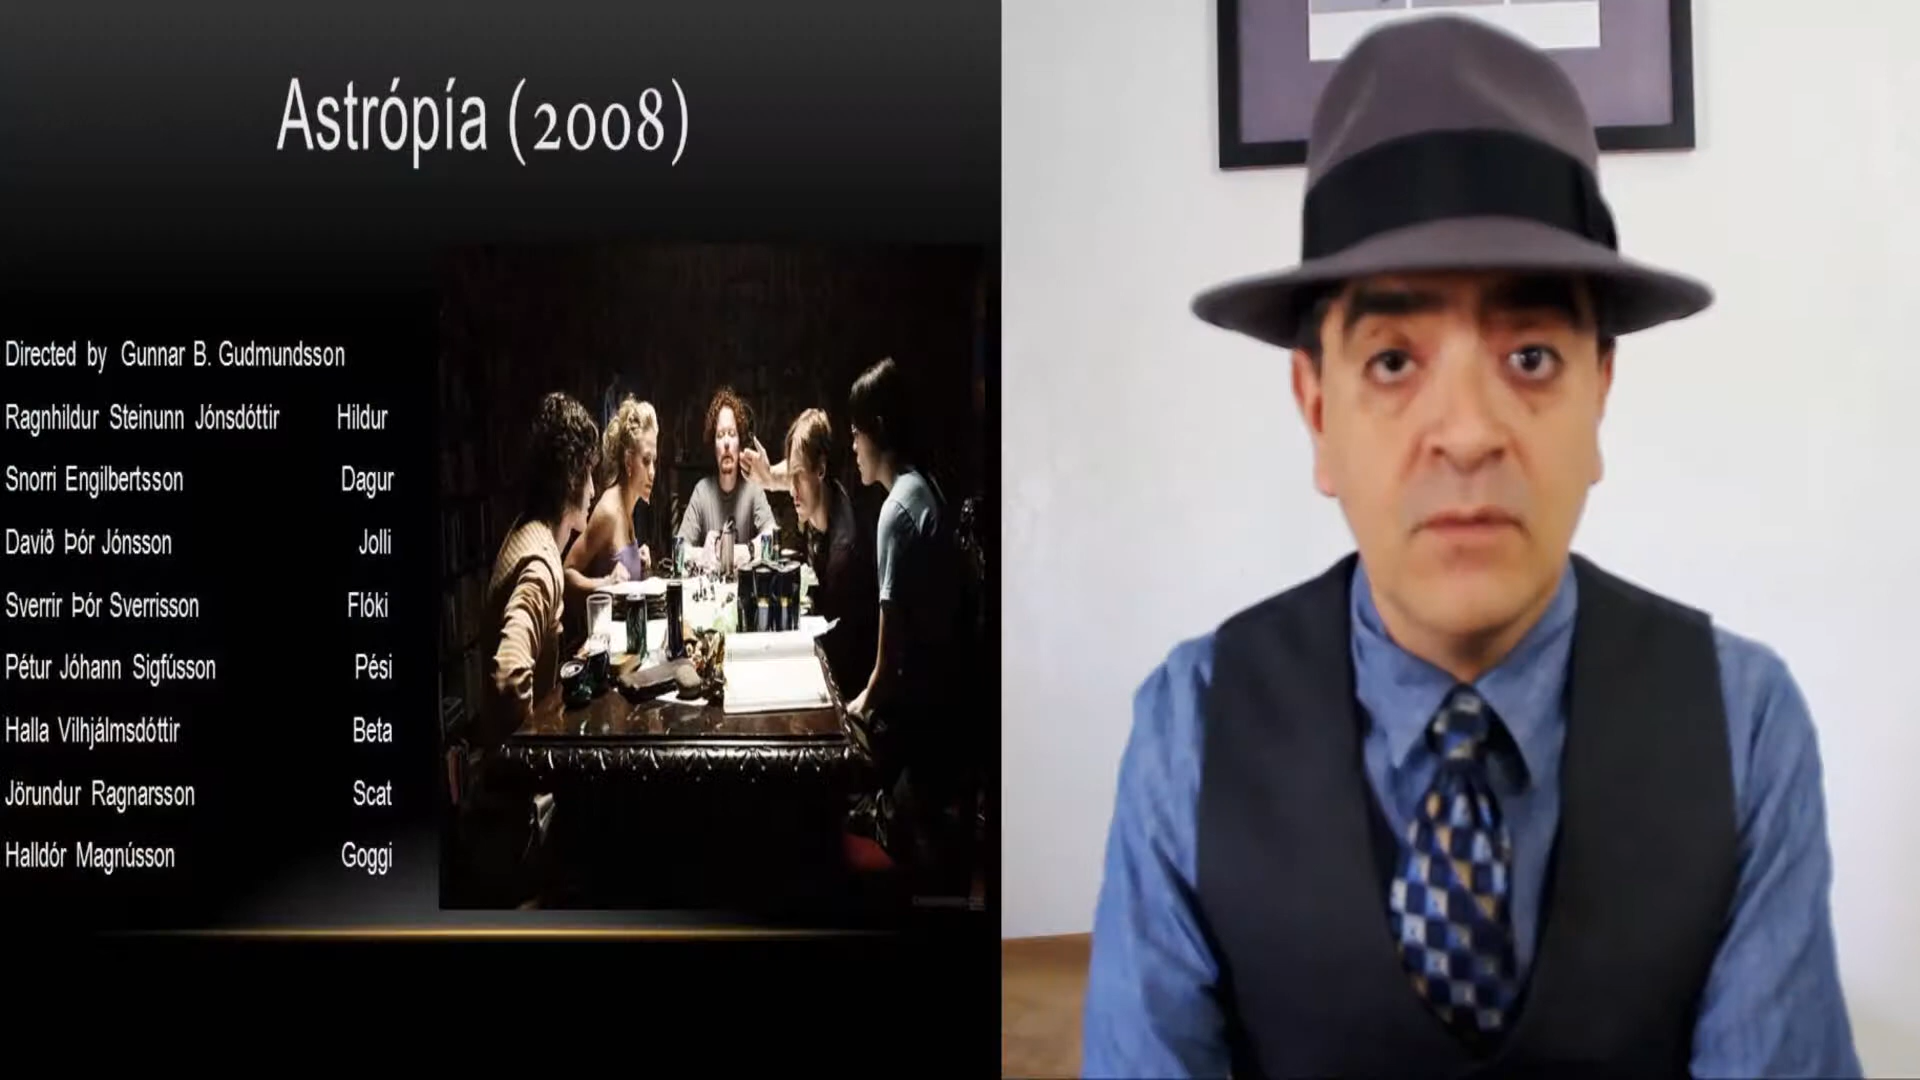 Astrópía (2008)
Directed by Gunnar B. Gudmundsson
Ragnhildur Steinunn Jónsdóttir Hildur
Snorri Engilbertsson Dagur
Davíð Þór Jónsson Jolli
Sverrir Þór Sverrisson Flóki
Pétur Jóhann Sigfússon Pési
Halla Vilhjálmsdóttir Beta
Jörundur Ragnarsson Scat
Halldór Magnússon Goggi